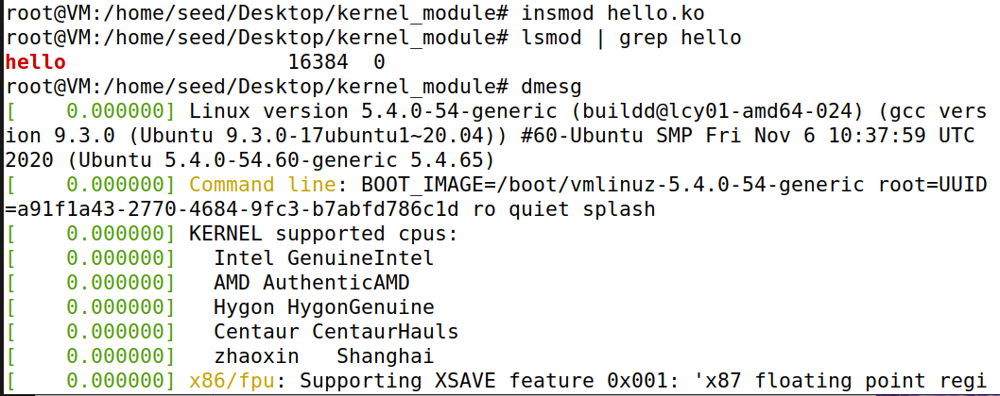 root@VM:/home/seed/Desktop/kernel_module# insmod hello.ko
root@VM:/home/seed/Desktop/kernel_module# lsmod | grep hello
hello                  16384  0
root@VM:/home/seed/Desktop/kernel_module# dmesg
[    0.000000] Linux version 5.4.0-54-generic (buildd@lcy01-amd64-024) (gcc vers
ion 9.3.0 (Ubuntu 9.3.0-17ubuntu1~20.04)) #60-Ubuntu SMP Fri Nov 6 10:37:59 UTC
2020 (Ubuntu 5.4.0-54.60-generic 5.4.65)
[    0.000000] Command line: BOOT_IMAGE=/boot/vmlinuz-5.4.0-54-generic root=UUID
=a91f1a43-2770-4684-9fc3-b7abfd786c1d ro quiet splash
[    0.000000] KERNEL supported cpus:
[    0.000000]   Intel GenuineIntel
[    0.000000]   AMD AuthenticAMD
[    0.000000]   Hygon HygonGenuine
[    0.000000]   Centaur CentaurHauls
[    0.000000]   zhaoxin   Shanghai
[    0.000000] x86/fpu: Supporting XSAVE feature 0x001: 'x87 floating point regi